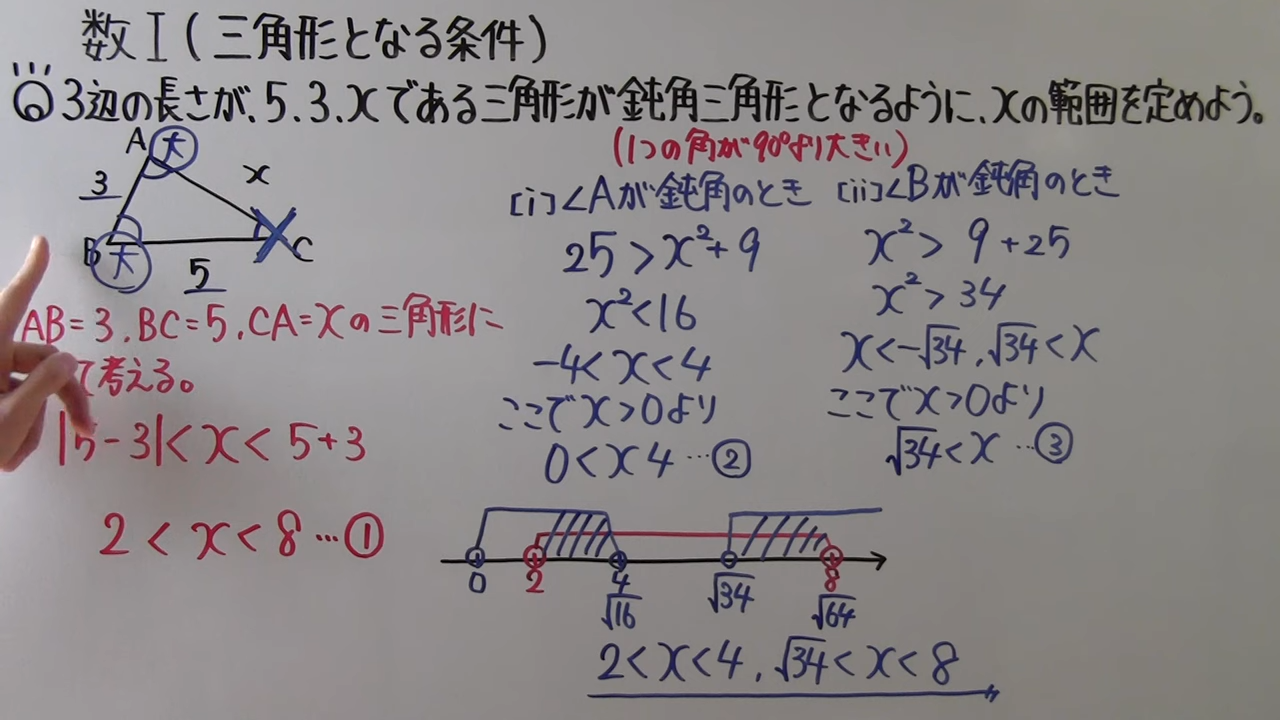 数I(三角形となる条件)
Q 3辺の長さが、5、3、xである三角形が鈍角三角形となるように、xの範囲を定めよう。
(1つの角が90°より大きい)
A 大
3
x
B 大
5
C
AB=3、BC=5、CA=xの三角形に
て考える。
|5-3|<x<5+3
2<x<8…①
[i]∠Aが鈍角のとき
25>x²+9
x²<16
-4<x<4
ここでx>0より
0<x4…②
[ii]∠Bが鈍角のとき
x²>9+25
x²>34
x<-√34、√34<x
ここでx>0より
√34<x…③
0 2 4 √34 8
√16 √64
2<x<4、√34<x<8